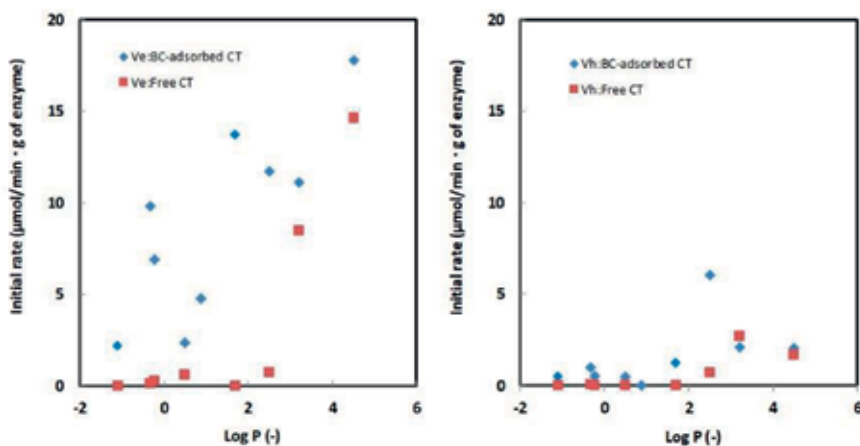 20
15
10
5
0
-2 0 2 4 6
Initial rate (µmol/min · g of enzyme)
Log P (-)
Ve:BC-adsorbed CT
Ve:Free CT
20
15
10
5
0
-2 0 2 4 6
Initial rate (µmol/min · g of enzyme)
Log P (-)
Vh:BC-adsorbed CT
Vh:Free CT